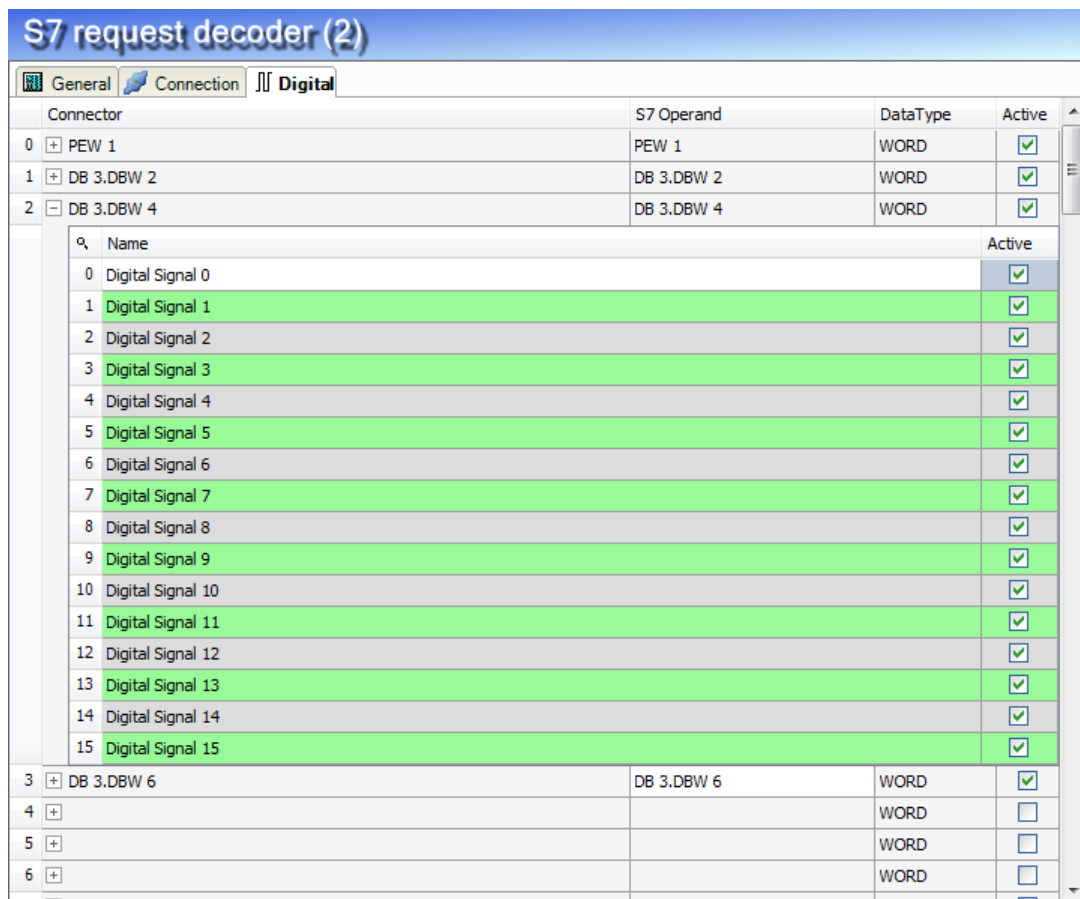 S7 request decoder (2)
General Connection Digital
Connector S7 Operand DataType Active
0 PEW 1 PEW 1 WORD
1 DB 3.DBW 2 DB 3.DBW 2 WORD
2 DB 3.DBW 4 DB 3.DBW 4 WORD
Name Active
0 Digital Signal 0
1 Digital Signal 1
2 Digital Signal 2
3 Digital Signal 3
4 Digital Signal 4
5 Digital Signal 5
6 Digital Signal 6
7 Digital Signal 7
8 Digital Signal 8
9 Digital Signal 9
10 Digital Signal 10
11 Digital Signal 11
12 Digital Signal 12
13 Digital Signal 13
14 Digital Signal 14
15 Digital Signal 15
3 DB 3.DBW 6 DB 3.DBW 6 WORD
4 WORD
5 WORD
6 WORD